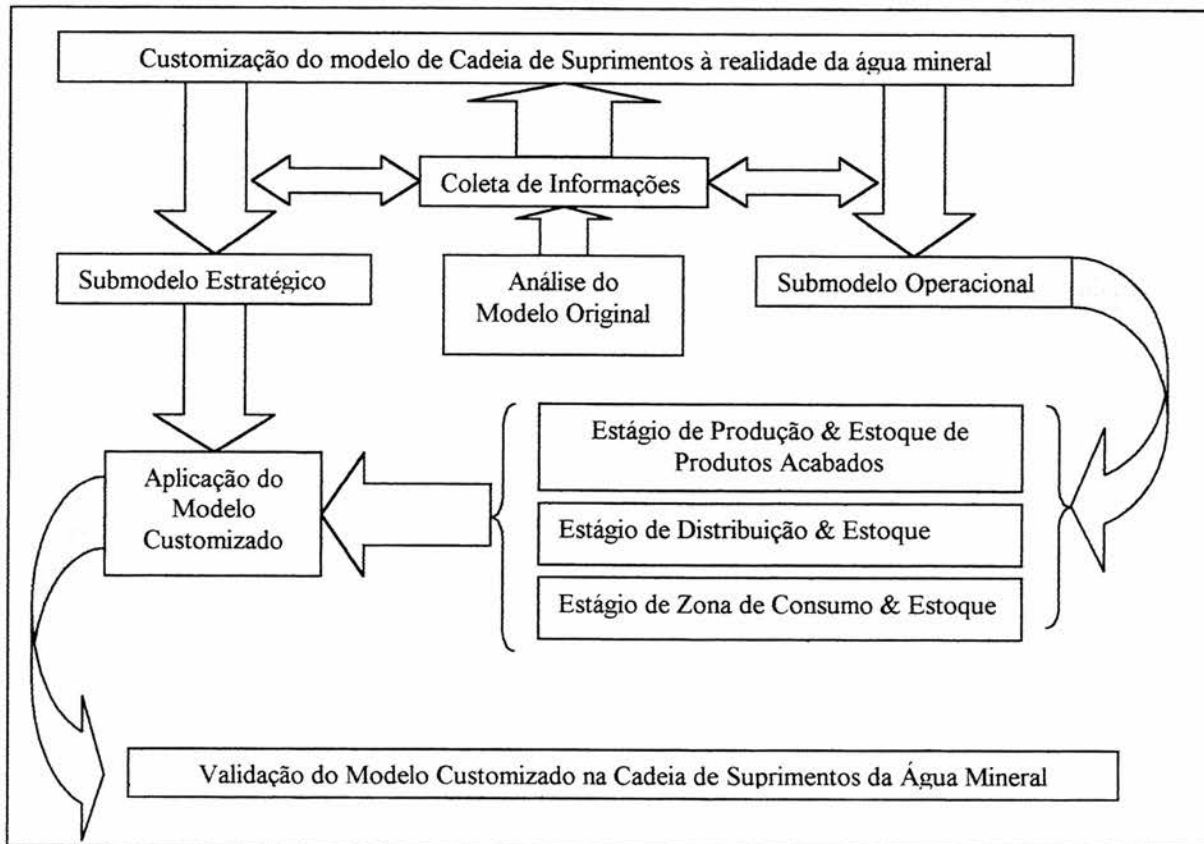 Customização do modelo de Cadeia de Suprimentos à realidade da água mineral
Coleta de Informações
Submodelo Estratégico
Análise do
Modelo Original
Submodelo Operacional
Estágio de Produção & Estoque de
Produtos Acabados
Aplicação do
Modelo
Customizado
Estágio de Distribuição & Estoque
Estágio de Zona de Consumo & Estoque
Validação do Modelo Customizado na Cadeia de Suprimentos da Água Mineral